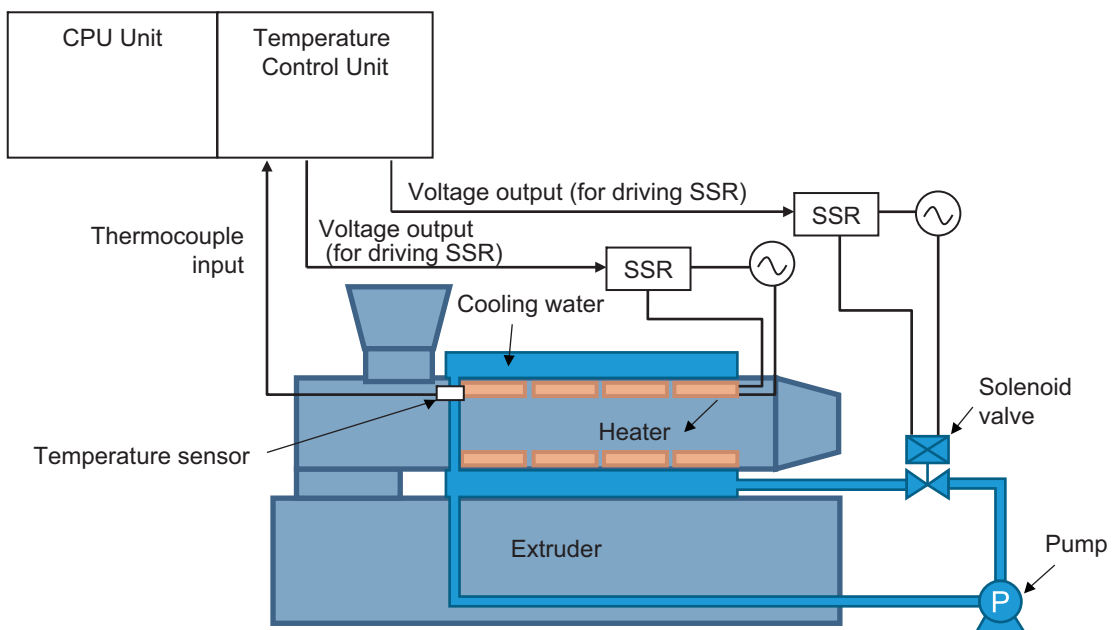 CPU Unit
Temperature
Control Unit
Voltage output (for driving SSR)
SSR
Thermocouple
input
Voltage output
(for driving SSR)
SSR
Cooling water
Solenoid
valve
Heater
Temperature sensor
Extruder
Pump
P